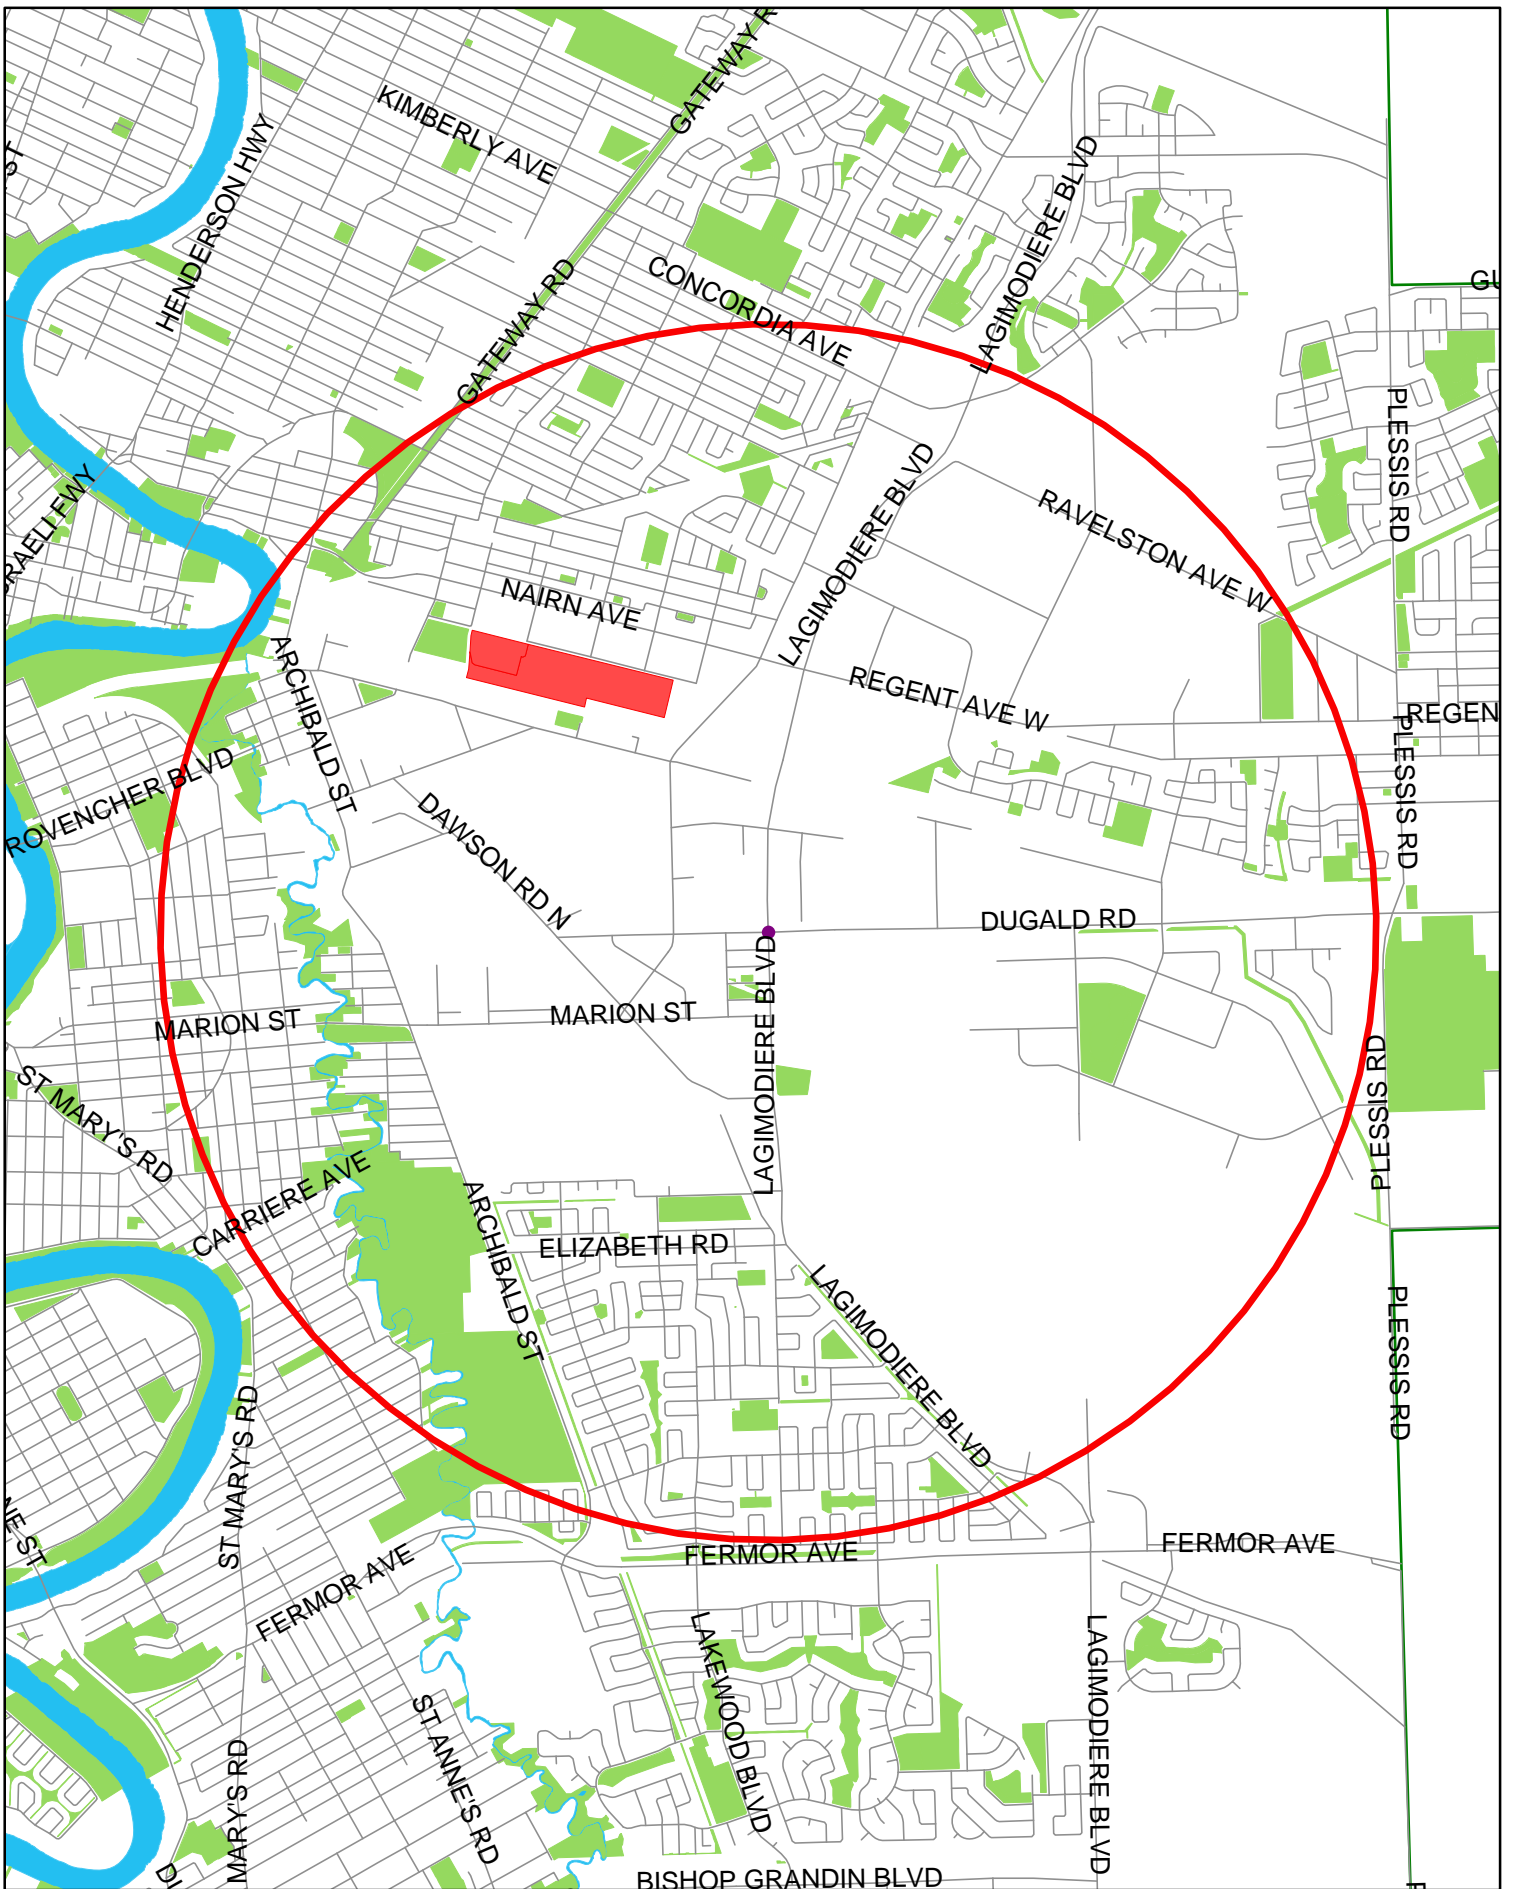 GATEWAY R
KIMBERLY AVE
HENDERSON HWY
ST
LAGIMODIERE BLVD
CONCORDIA AVE
GATEWAY RD
GU
PLESSIS RD
LAGIMODIERE BLVD
RAVELSTON AVE W
RAELI FWY
NAIRN AVE
ARCHIBALD ST
REGENT AVE W
REGEN
PLESSIS RD
ROVENCHER BLVD
DAWSON RD N
DUGALD RD
LAGIMODIERE BLVD
MARION ST
MARION ST
ST MARY'S RD
PLESSIS RD
CARRIERE AVE
ARCHIBALD ST
ELIZABETH RD
LAGIMODIERE BLVD
PLESSIS RD
ST MARY'S RD
NE ST
FERMOR AVE
FERMOR AVE
FERMOR AVE
LAKEWOOD BLVD
LAGIMODIERE BLVD
ST ANNE'S RD
MARY'S RD
BISHOP GRANDIN BLVD